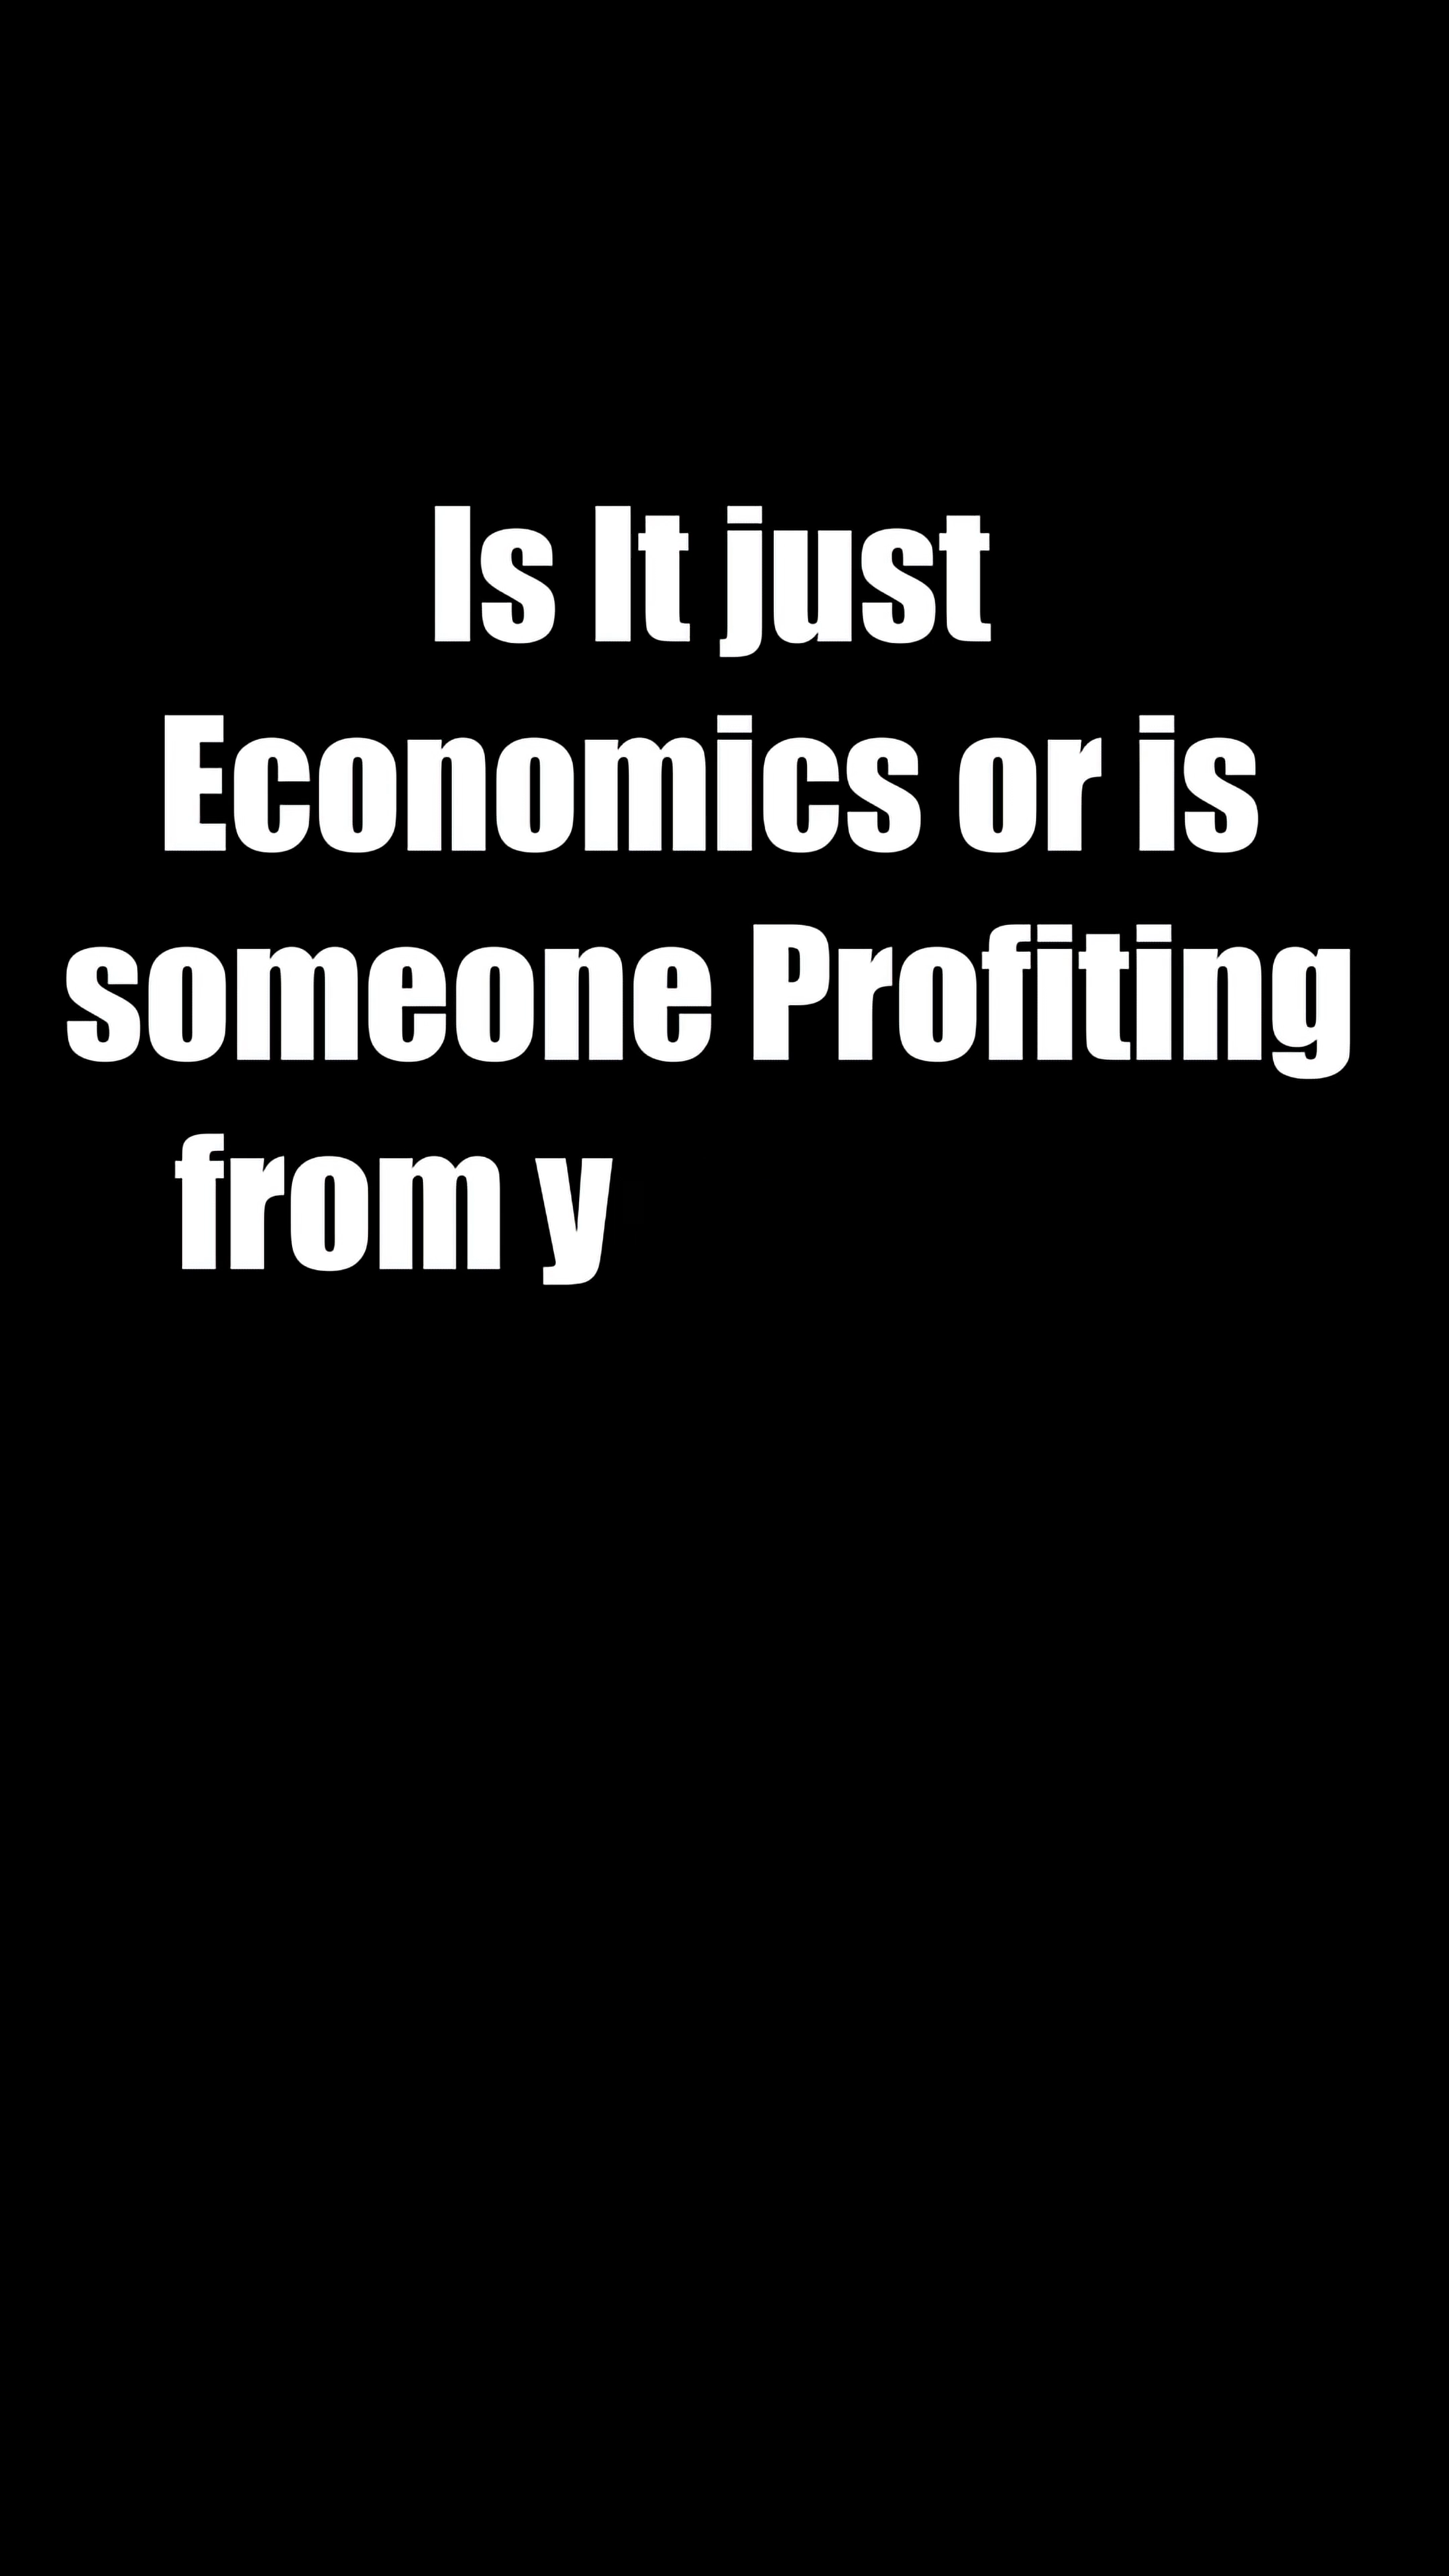 Is It just
Economics or is
someone Profiting
from y